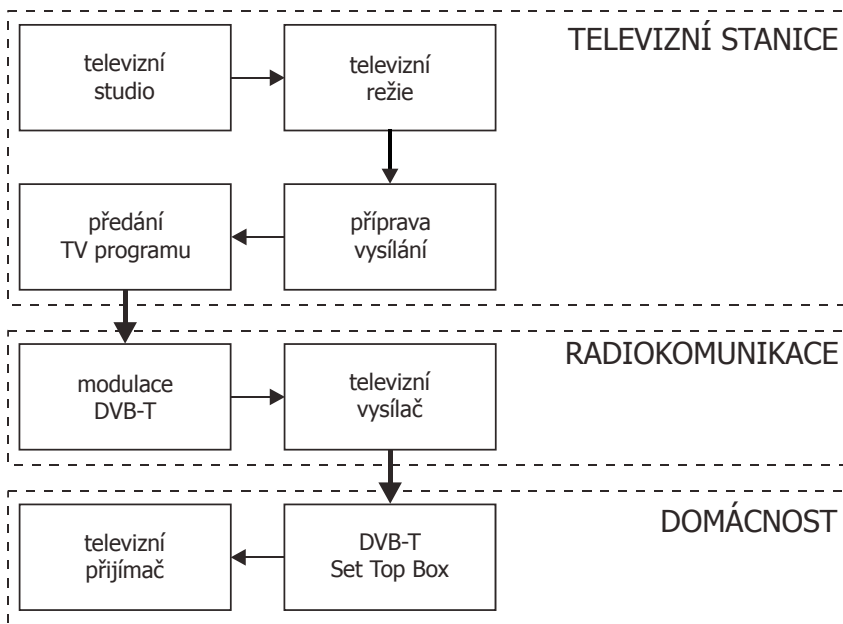 TELEVIZNÍ STANICE
televizní
studio
televizní
režie
předání
TV programu
příprava
vysílání
RADIOKOMUNIKACE
modulace
DVB-T
televizní
vysílač
DOMÁCNOST
televizní
přijímač
DVB-T
Set Top Box